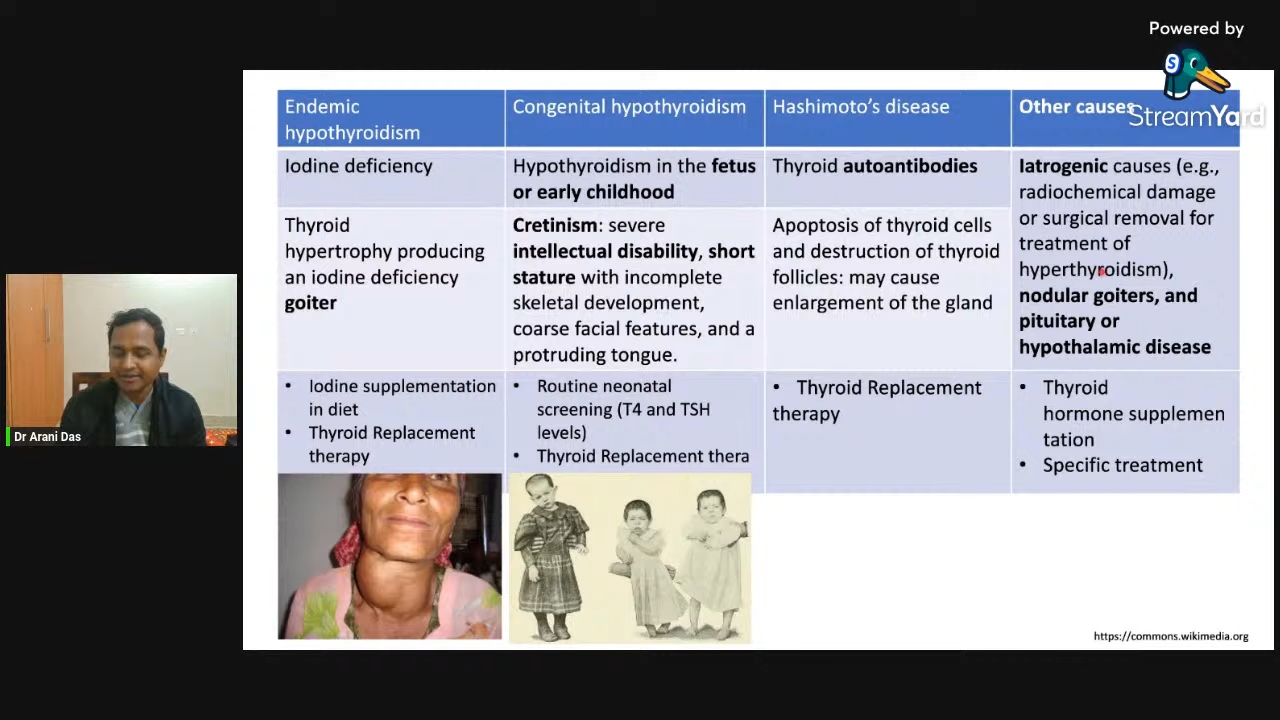 Powered by
StreamYard
Endemic
hypothyroidism
Congenital hypothyroidism
Hashimoto's disease
Other causes
Iodine deficiency
Hypothyroidism in the fetus
or early childhood
Thyroid autoantibodies
Iatrogenic causes (e.g.,
radiochemical damage
or surgical removal for
treatment of
hyperthyroidism),
nodular goiters, and
pituitary or
hypothalamic disease
Thyroid
hypertrophy producing
an iodine deficiency
goiter
Cretinism: severe
intellectual disability, short
stature with incomplete
skeletal development,
coarse facial features, and a
protruding tongue.
Apoptosis of thyroid cells
and destruction of thyroid
follicles: may cause
enlargement of the gland
• Iodine supplementation
in diet
• Thyroid Replacement
therapy
• Routine neonatal
screening (T4 and TSH
levels)
• Thyroid Replacement thera
• Thyroid Replacement
therapy
• Thyroid
hormone supplemen
tation
• Specific treatment
Dr Arani Das
https://commons.wikimedia.org